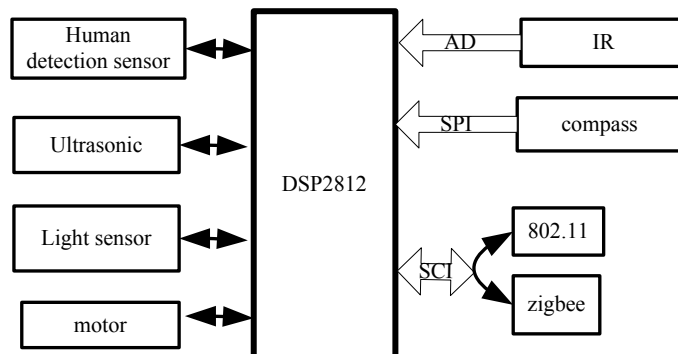 Human
detection sensor
Ultrasonic
Light sensor
motor
DSP2812
AD
IR
SPI
compass
SCI
802.11
zigbee